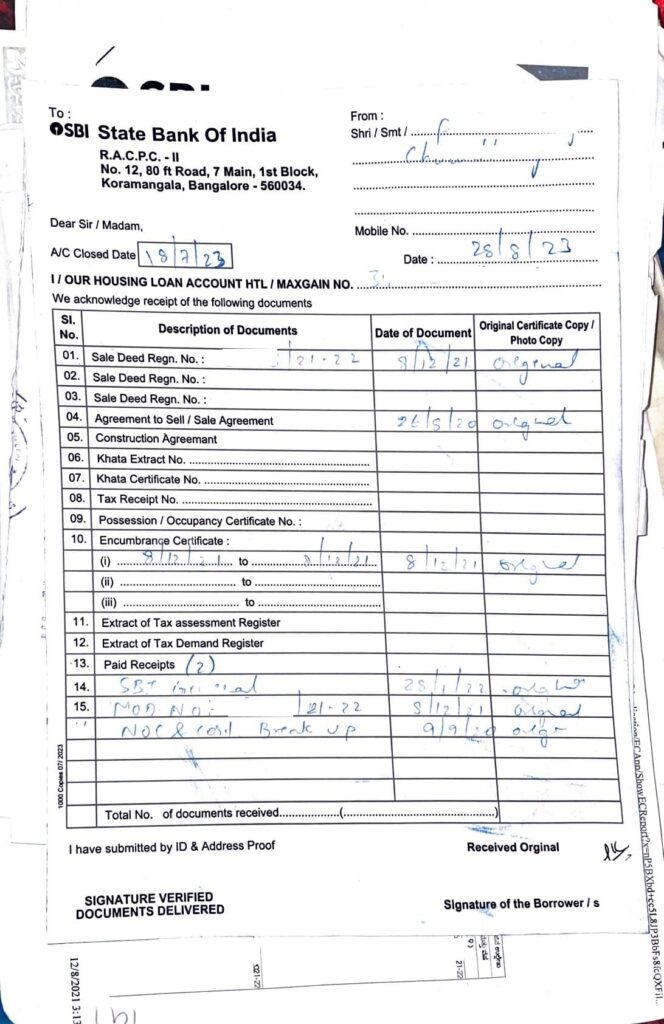 SBI
To :
SBI State Bank Of India
R.A.C.P.C. - II
No. 12, 80 ft Road, 7 Main, 1st Block,
Koramangala, Bangalore - 560034.
From :
Shri / Smt /
Mobile No.
Dear Sir / Madam,
A/C Closed Date 18/7/23
Date : 28/8/23
I / OUR HOUSING LOAN ACCOUNT HTL / MAXGAIN NO.
We acknowledge receipt of the following documents
Sl. No. Description of Documents Date of Document Original Certificate Copy / Photo Copy
01. Sale Deed Regn. No. : /21-22 8/12/21 original
02. Sale Deed Regn. No. :
03. Sale Deed Regn. No. :
04. Agreement to Sell / Sale Agreement 26/8/20
05. Construction Agreemant
06. Khata Extract No.
07. Khata Certificate No.
08. Tax Receipt No.
09. Possession / Occupancy Certificate No. :
10. Encumbrance Certificate :
(i) 8/12/21 to 8/12/21 8/12/21
(ii) to
(iii) to
11. Extract of Tax assessment Register
12. Extract of Tax Demand Register
13. Paid Receipts (2)
14. SBI 28/1/22
15. MOD NO: /21-22 8/12/21
NOC & cost Break up 9/9/20
Total No. of documents received (     )
1000 Copies 07/ 2023
I have submitted by ID & Address Proof
Received Orginal
SIGNATURE VERIFIED
DOCUMENTS DELIVERED
Signature of the Borrower / s
2021-22
21-22
12/8/2021 3:13